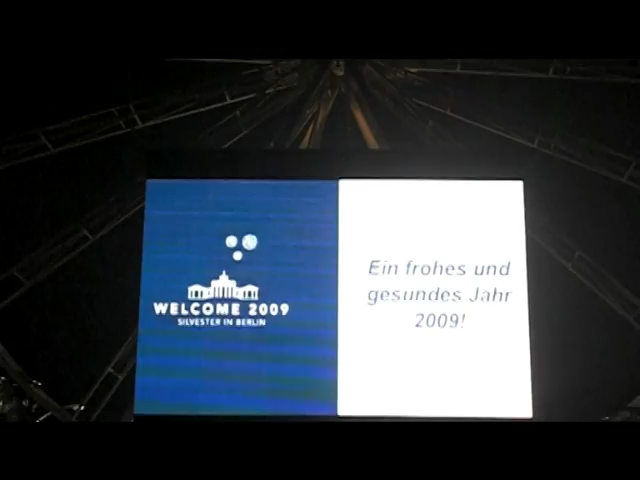 WELCOME 2009
SILVESTER IN BERLIN
Ein frohes und
gesundes Jahr
2009!